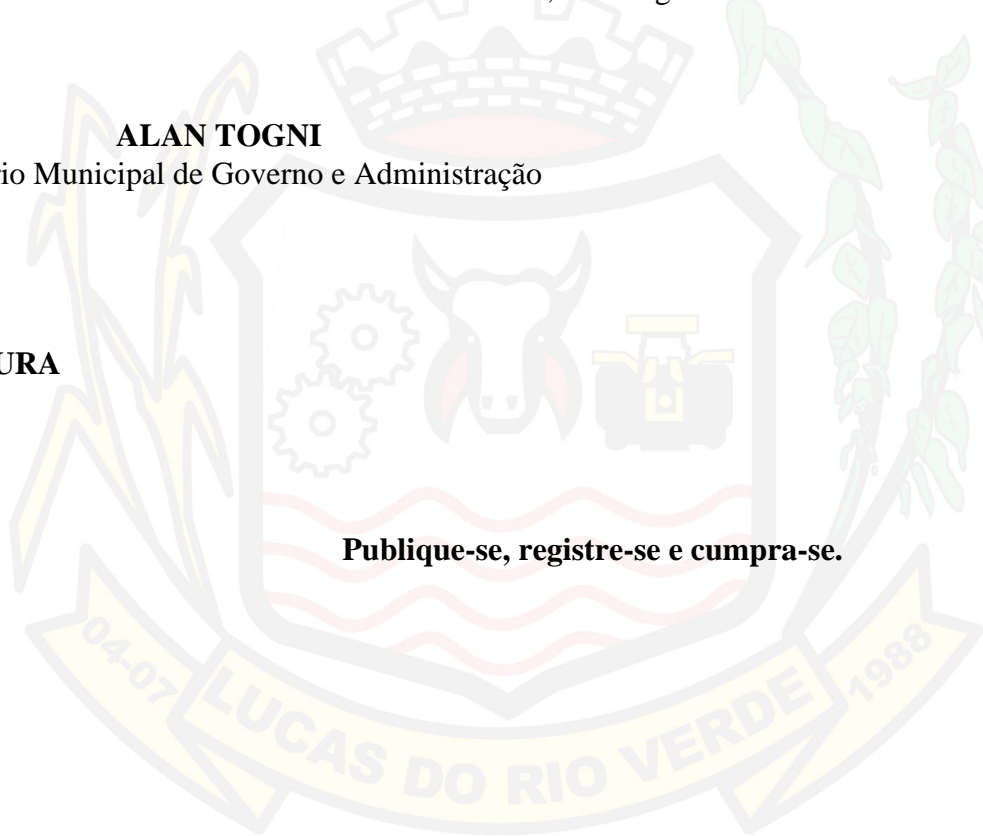 ALAN TOGNI
rio Municipal de Governo e Administração
URA
Publique-se, registre-se e cumpra-se.
04-07 LUCAS DO RIO VERDE 1988